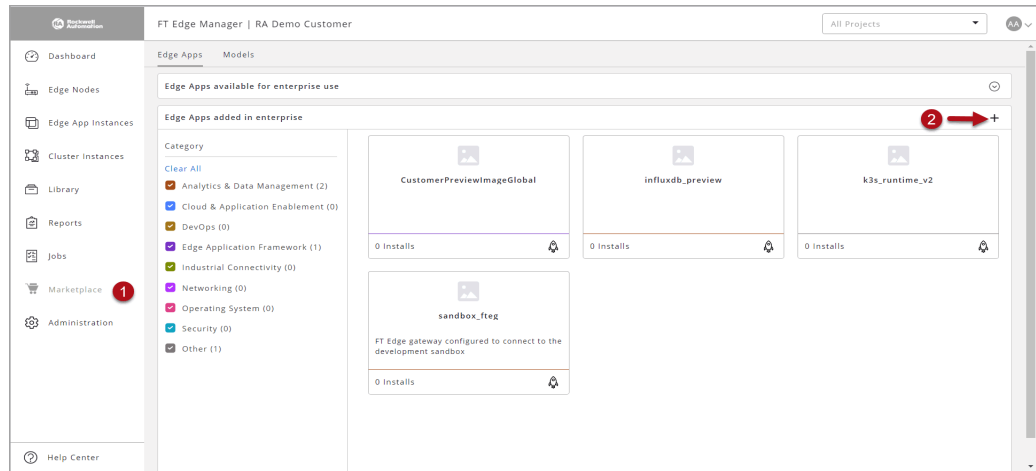 RA Rockwell Automation
FT Edge Manager | RA Demo Customer
All Projects
AA
Dashboard
Edge Nodes
Edge App Instances
Cluster Instances
Library
Reports
Jobs
Marketplace
1
Administration
Help Center
Edge Apps Models
Edge Apps available for enterprise use
Edge Apps added in enterprise
2
+
Category
Clear All
Analytics & Data Management (2)
Cloud & Application Enablement (0)
DevOps (0)
Edge Application Framework (1)
Industrial Connectivity (0)
Networking (0)
Operating System (0)
Security (0)
Other (1)
CustomerPreviewImageGlobal
0 Installs
influxdb_preview
0 Installs
k3s_runtime_v2
0 Installs
sandbox_fteg
FT Edge gateway configured to connect to the
development sandbox
0 Installs